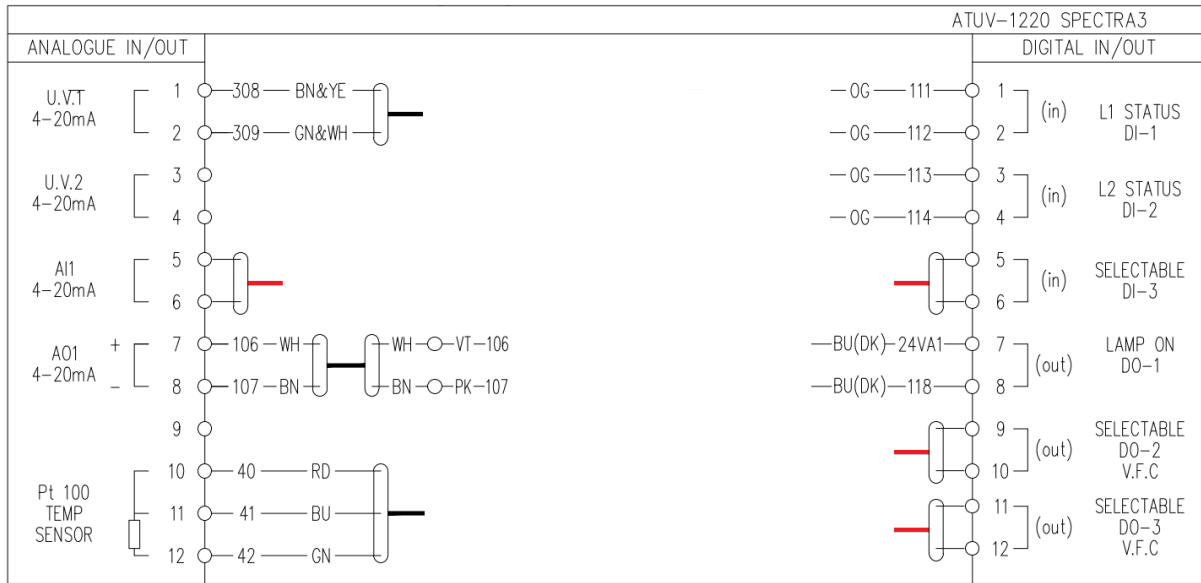 ATUV-1220 SPECTRA3
ANALOGUE IN/OUT
DIGITAL IN/OUT
U.V.1
4-20mA
1 308 BN&YE
2 309 GN&WH
U.V.2
4-20mA
3
4
AI1
4-20mA
5
6
AO1
4-20mA
+ 7 106 WH WH VT-106
- 8 107 BN BN PK-107
9
Pt 100
TEMP
SENSOR
10 40 RD
11 41 BU
12 42 GN
OG 111 1
OG 112 2
(in)
L1 STATUS
DI-1
OG 113 3
OG 114 4
(in)
L2 STATUS
DI-2
5
6
(in)
SELECTABLE
DI-3
BU(DK) 24VA1 7
BU(DK) 118 8
(out)
LAMP ON
DO-1
9
10
(out)
SELECTABLE
DO-2
V.F.C
11
12
(out)
SELECTABLE
DO-3
V.F.C